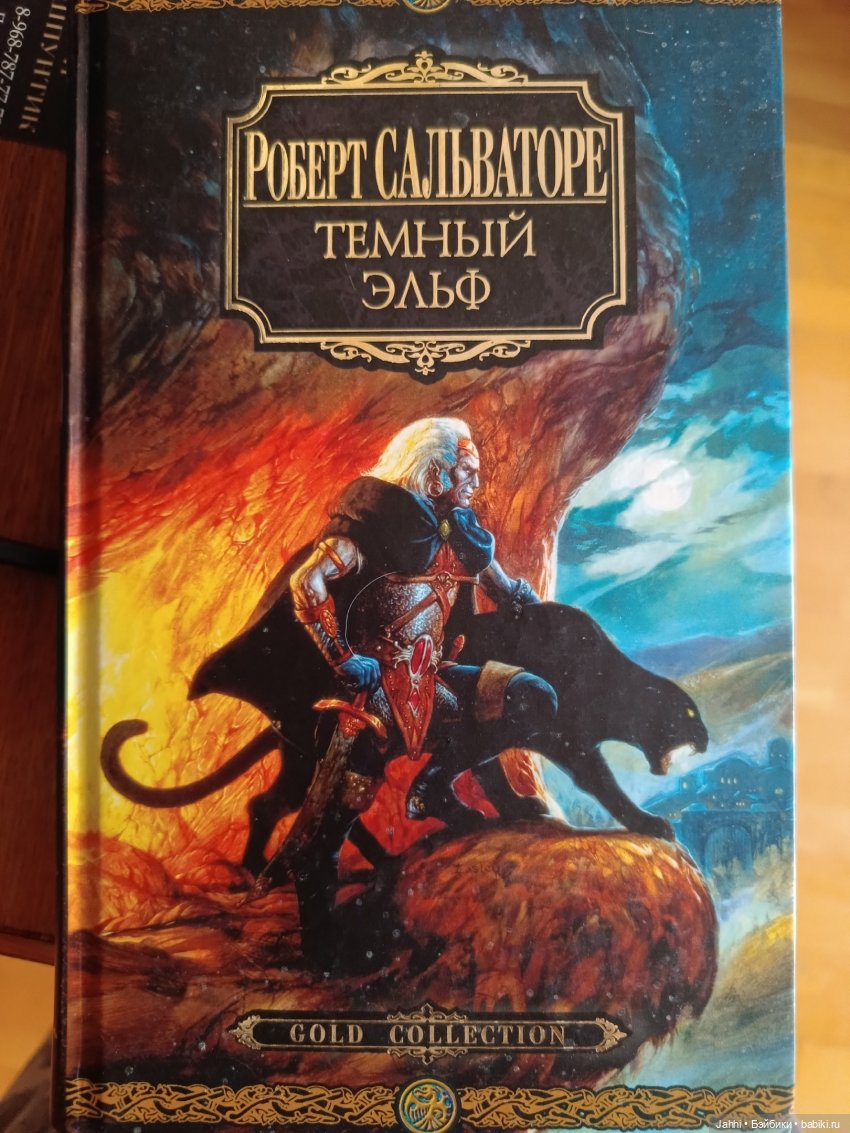 РОБЕРТ САЛЬВАТОРЕ
ТЕМНЫЙ
ЭЛЬФ
GOLD COLLECTION
Jahhi • Бэйбики • babiki.ru